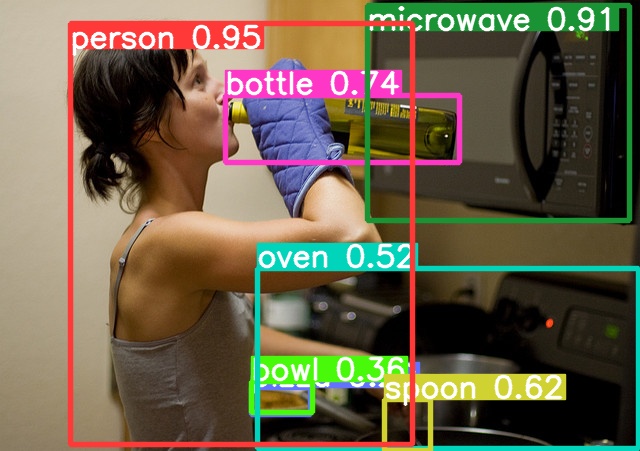 person 0.95
microwave 0.91
bottle 0.74
oven 0.52
bowl 0.36
spoon 0.62